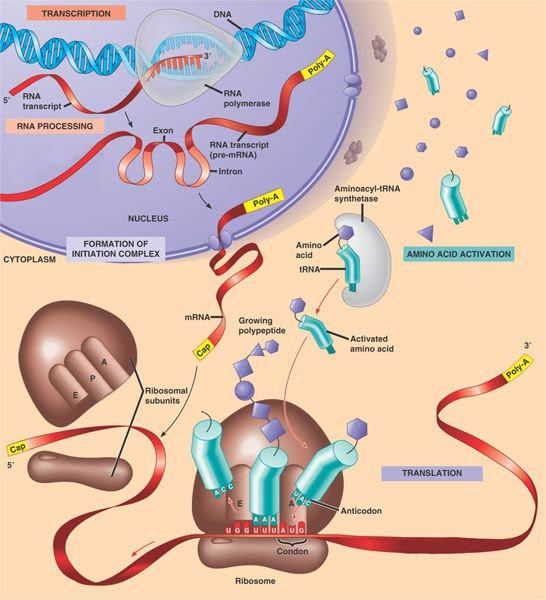 TRANSCRIPTION
DNA
3'
Poly-A
5'
RNA
transcript
RNA
polymerase
RNA PROCESSING
Exon
RNA transcript
(pre-mRNA)
Intron
Poly-A
NUCLEUS
Aminoacyl-tRNA
synthetase
FORMATION OF
INITIATION COMPLEX
CYTOPLASM
Amino
acid
tRNA
AMINO ACID ACTIVATION
mRNA
Growing
polypeptide
Cap
Activated
amino acid
3'
Poly-A
A
P
E
Ribosomal
subunits
Cap
5'
TRANSLATION
A C C
E
A
U A C
Anticodon
A A A
U G G U U U A U G
Condon
Ribosome